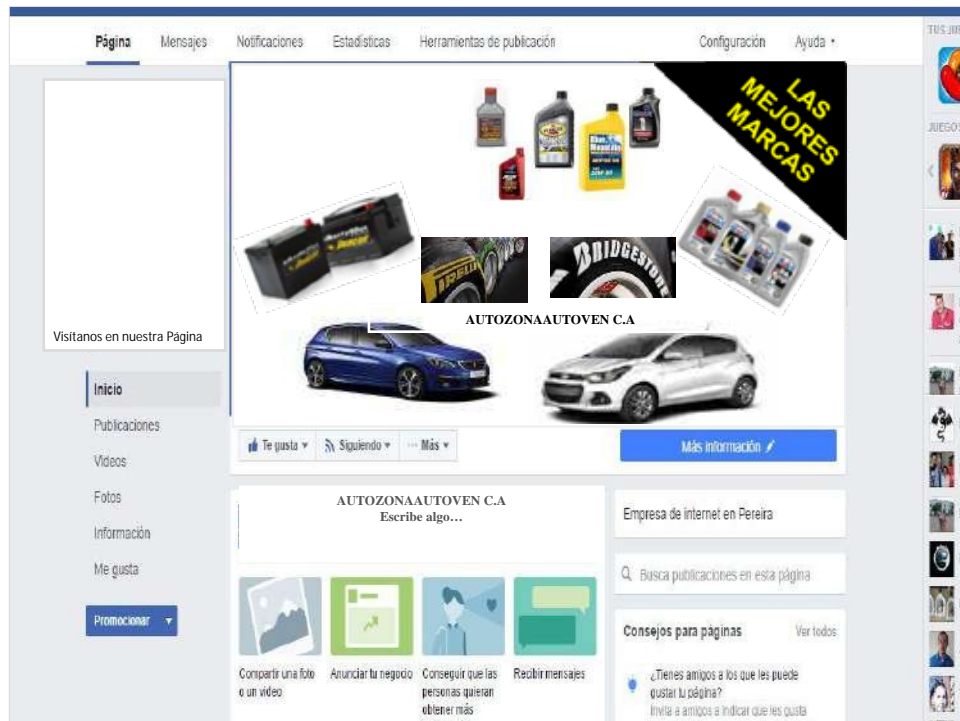 Página Mensajes Notificaciones Estadísticas Herramientas de publicación Configuración Ayuda
TUS JUE
LAS
MEJORES
MARCAS
JUEGOS
PIRELLI
BRIDGESTONE
AUTOZONAAUTOVEN C.A
Visítanos en nuestra Página
Inicio
Publicaciones
Videos
Fotos
Información
Me gusta
Promocionar
Te gusta Siguiendo Más
Más información
AUTOZONAAUTOVEN C.A
Escribe algo…
Compartir una foto
o un video
Anunciar tu negocio
Conseguir que las
personas quieran
obtener más
Recibir mensajes
Empresa de internet en Pereira
Busca publicaciones en esta página
Consejos para páginas Ver todos
¿Tienes amigos a los que les puede
gustar tu página?
Invita a amigos a indicar que les gusta